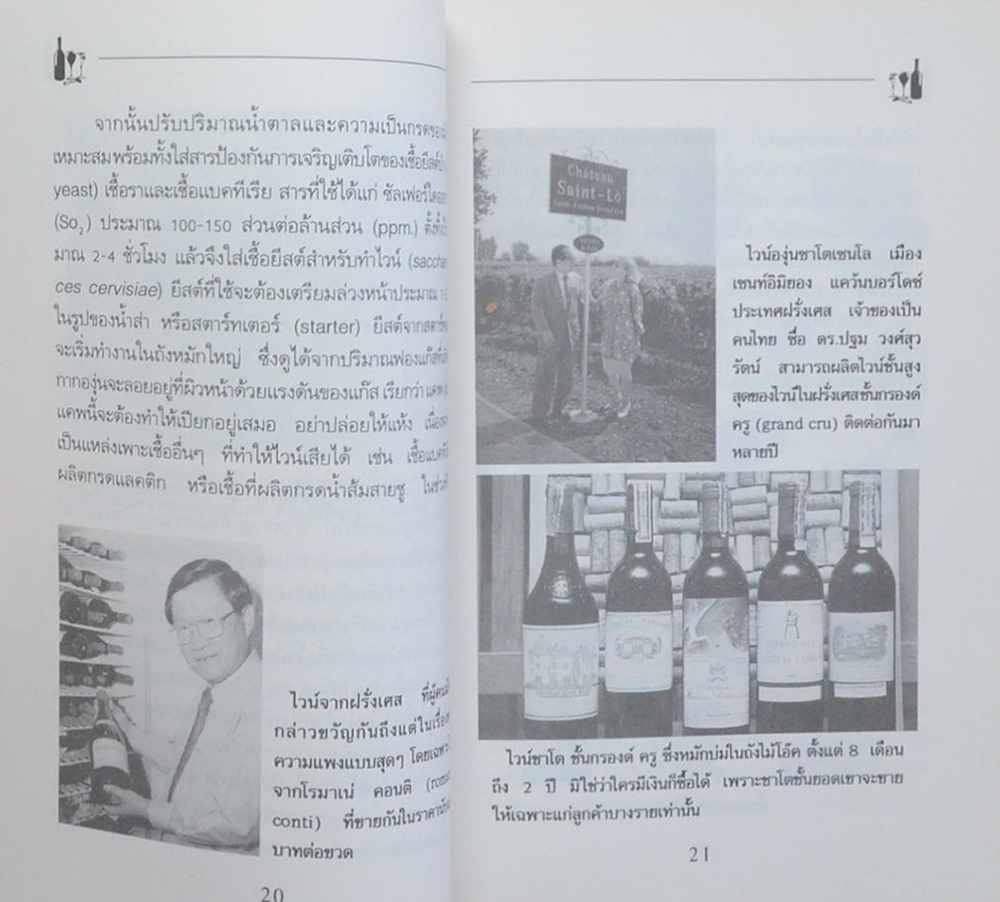 จากนั้นปรับปริมาณน้ำตาลและความเป็นกรดของ
เหมาะสมพร้อมทั้งใส่สารป้องกันการเจริญเติบโตของเชื้อยีสต์
yeast) เชื้อราและเชื้อแบคทีเรีย สารที่ใช้ได้แก่ ซัลเฟอร์ไดออก
(So₂) ประมาณ 100-150 ส่วนต่อล้านส่วน (ppm.) ตั้งทิ้ง
มาณ 2-4 ชั่วโมง แล้วจึงใส่เชื้อยีสต์สำหรับทำไวน์ (sacchar
ces cervisiae) ยีสต์ที่ใช้จะต้องเตรียมล่วงหน้าประมาณ
ในรูปของน้ำส่า หรือสตาร์ทเตอร์ (starter) ยีสต์จากสตาร์
จะเริ่มทำงานในถังหมักใหญ่ ซึ่งดูได้จากปริมาณฟองแก๊สที่
กากองุ่นจะลอยอยู่ที่ผิวหน้าด้วยแรงดันของแก๊ส เรียกว่า แคพ
แคพนี้จะต้องทำให้เปียกอยู่เสมอ อย่าปล่อยให้แห้ง เนื่อง
เป็นแหล่งเพาะเชื้ออื่นๆ ที่ทำให้ไวน์เสียได้ เช่น เชื้อแบค
ผลิตกรดแลคติก หรือเชื้อที่ผลิตกรดน้ำส้มสายชู ในช่วง
ไวน์จากฝรั่งเศส ที่ผู้คน
กล่าวขวัญกันถึงแต่ในเรื่อง
ความแพงแบบสุดๆ โดยเฉพาะ
จากโรมาเน่ คอนติ (roma
conti) ที่ขายกันในราคา
บาทต่อขวด
20
Château
Saint-Lô
Saint-Emilion Grand Cru
ไวน์องุ่นชาโตเซนโล เมือง
เซนท์อิมิยอง แคว้นบอร์โดซ์
ประเทศฝรั่งเศส เจ้าของเป็น
คนไทย ชื่อ ดร.ปฐม วงศ์สุว
รัตน์ สามารถผลิตไวน์ชั้นสูง
สุดของไวน์ในฝรั่งเศสชั้นกรองด์
ครู (grand cru) ติดต่อกันมา
หลายปี
ไวน์ชาโต ชั้นกรองด์ ครู ซึ่งหมักบ่มในถังไม้โอ๊ค ตั้งแต่ 8 เดือน
ถึง 2 ปี มิใช่ว่าใครมีเงินก็ซื้อได้ เพราะชาโตชั้นยอดเขาจะขาย
ให้เฉพาะแก่ลูกค้าบางรายเท่านั้น
21